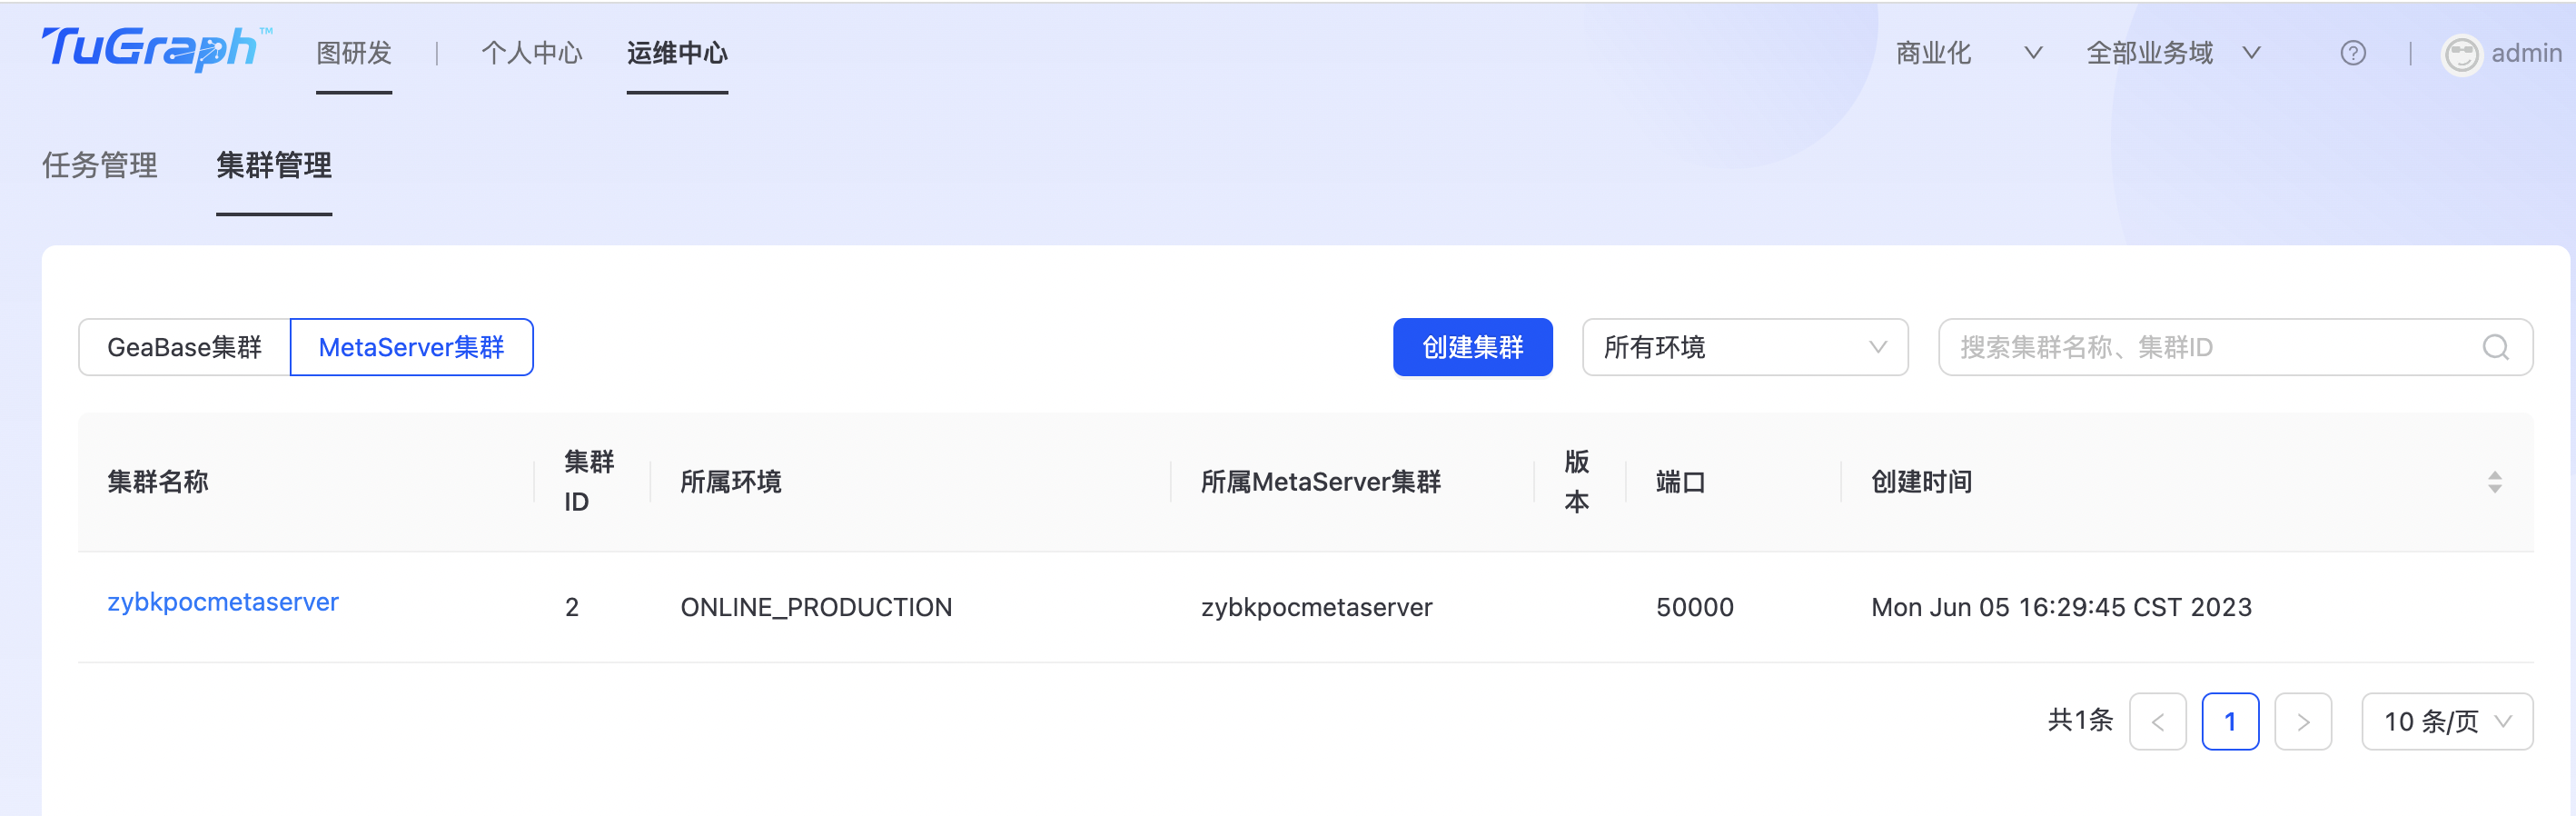 TuGraph™ 图研发 | 个人中心 运维中心 商业化 全部业务域 ? | admin
任务管理 集群管理
GeaBase集群 MetaServer集群 创建集群 所有环境 搜索集群名称、集群ID
集群名称 集群ID 所属环境 所属MetaServer集群 版本 端口 创建时间
zybkpocmetaserver 2 ONLINE_PRODUCTION zybkpocmetaserver 50000 Mon Jun 05 16:29:45 CST 2023
共1条 < 1 > 10 条/页